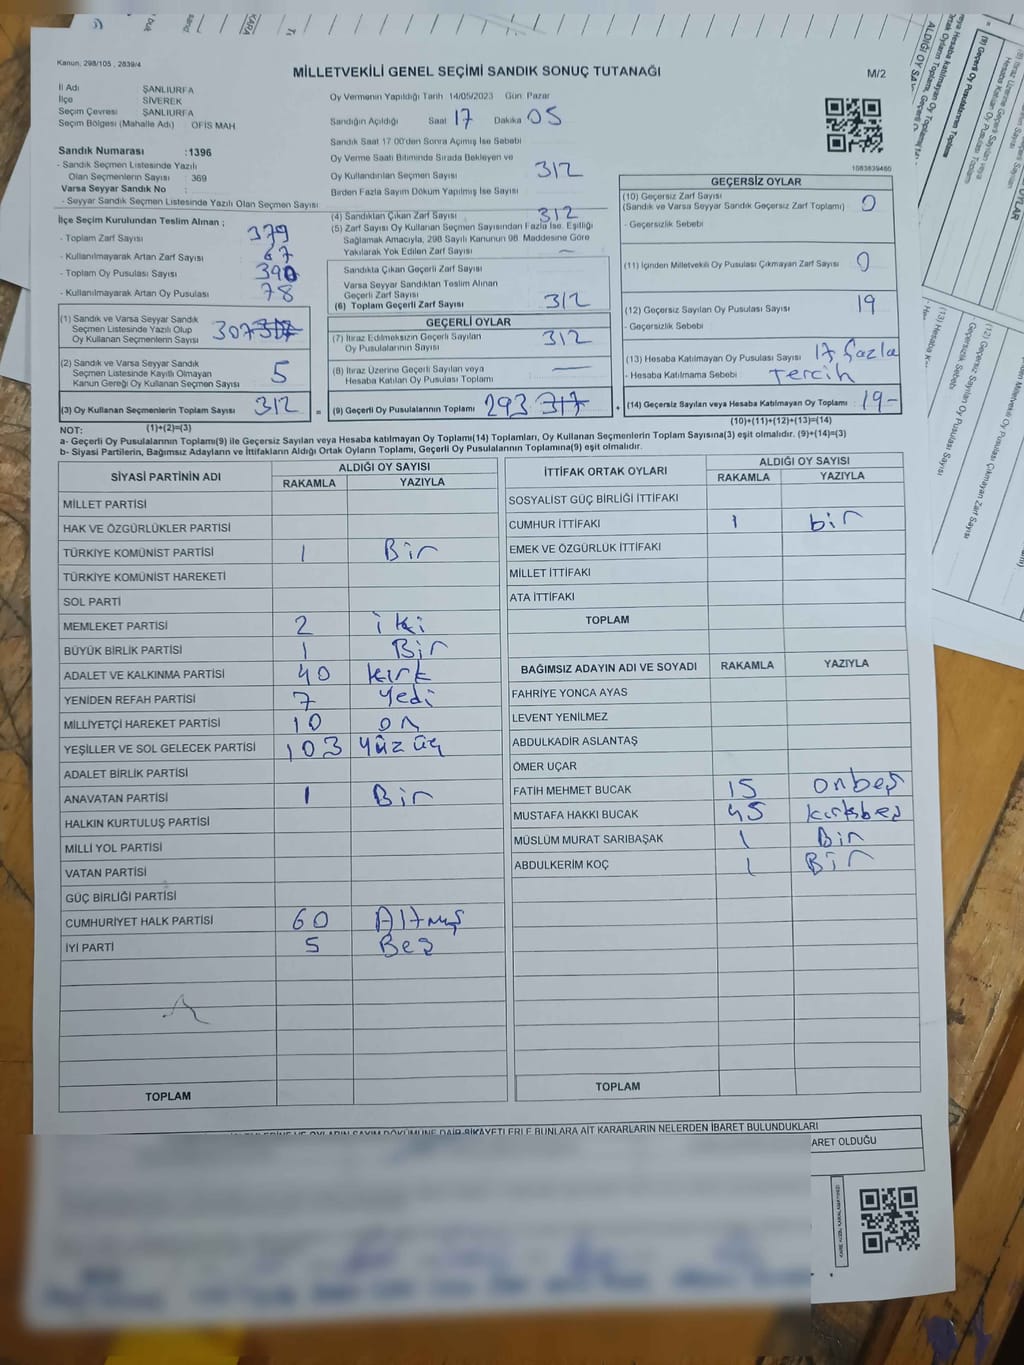 Kanun, 298/105 , 2839/4
MİLLETVEKİLİ GENEL SEÇİMİ SANDIK SONUÇ TUTANAĞI
M/2
İl Adı ŞANLIURFA
İlçe SİVEREK
Seçim Çevresi ŞANLIURFA
Seçim Bölgesi (Mahalle Adı) OFİS MAH
Sandık Numarası :1396
- Sandık Seçmen Listesinde Yazılı
Olan Seçmenlerin Sayısı : 369
Varsa Seyyar Sandık No :
- Seyyar Sandık Seçmen Listesinde Yazılı Olan Seçmen Sayısı
Oy Vermenin Yapıldığı Tarih 14/05/2023 Gün Pazar
Sandığın Açıldığı Saat 17 Dakika 05
Sandık Saat 17:00'den Sonra Açımış İse Sebebi
Oy Verme Saati Bitiminde Sırada Bekleyen ve
Oy Kullandırılan Seçmen Sayısı 312
Birden Fazla Sayım Döküm Yapılmış İse Sayısı
1083839460
İlçe Seçim Kurulundan Teslim Alınan ;
- Toplam Zarf Sayısı 379
- Kullanılmayarak Artan Zarf Sayısı 67
- Toplam Oy Pusulası Sayısı 390
- Kullanılmayarak Artan Oy Pusulası 78
(1) Sandık ve Varsa Seyyar Sandık
Seçmen Listesinde Yazılı Olup
Oy Kullanan Seçmenlerin Sayısı 307
(2) Sandık ve Varsa Seyyar Sandık
Seçmen Listesinde Kayıtlı Olmayan
Kanun Gereği Oy Kullanan Seçmen Sayısı 5
(3) Oy Kullanan Seçmenlerin Toplam Sayısı 312
(1)+(2)=(3)
(4) Sandıktan Çıkan Zarf Sayısı 312
(5) Zarf Sayısı Oy Kullanan Seçmen Sayısından Fazla İse, Eşitliği
Sağlamak Amacıyla, 298 Sayılı Kanunun 98. Maddesine Göre
Yakılarak Yok Edilen Zarf Sayısı —
Sandıkta Çıkan Geçerli Zarf Sayısı
Varsa Seyyar Sandıktan Teslim Alınan
Geçerli Zarf Sayısı
(6) Toplam Geçerli Zarf Sayısı 312
GEÇERLİ OYLAR
(7) İtiraz Edilmeksizin Geçerli Sayılan
Oy Pusulalarının Sayısı 312
(8) İtiraz Üzerine Geçerli Sayılan veya
Hesaba Katılan Oy Pusulası Toplamı —
= (9) Geçerli Oy Pusulalarının Toplamı 293 317
GEÇERSİZ OYLAR
(10) Geçersiz Zarf Sayısı
(Sandık ve Varsa Seyyar Sandık Geçersiz Zarf Toplamı) 0
- Geçersizlik Sebebi
(11) İçinden Milletvekili Oy Pusulası Çıkmayan Zarf Sayısı 0
(12) Geçersiz Sayılan Oy Pusulası Sayısı 19
- Geçersizlik Sebebi
(13) Hesaba Katılmayan Oy Pusulası Sayısı 17 fazla
- Hesaba Katılmama Sebebi Tercih
+ (14) Geçersiz Sayılan veya Hesaba Katılmayan Oy Toplamı 19-
(10)+(11)+(12)+(13)=(14)
NOT:
a- Geçerli Oy Pusulalarının Toplamı(9) ile Geçersiz Sayılan veya Hesaba katılmayan Oy Toplamı(14) Toplamları, Oy Kullanan Seçmenlerin Toplam Sayısına(3) eşit olmalıdır. (9)+(14)=(3)
b- Siyasi Partilerin, Bağımsız Adayların ve İttifakların Aldığı Ortak Oyların Toplamı, Geçerli Oy Pusulalarının Toplamına(9) eşit olmalıdır.
SİYASİ PARTİNİN ADI ALDIĞI OY SAYISI
RAKAMLA YAZIYLA
MİLLET PARTİSİ
HAK VE ÖZGÜRLÜKLER PARTİSİ
TÜRKİYE KOMÜNİST PARTİSİ 1 Bir
TÜRKİYE KOMÜNİST HAREKETİ
SOL PARTİ
MEMLEKET PARTİSİ 2 iki
BÜYÜK BİRLİK PARTİSİ 1 Bir
ADALET VE KALKINMA PARTİSİ 40 kırk
YENİDEN REFAH PARTİSİ 7 yedi
MİLLİYETÇİ HAREKET PARTİSİ 10 on
YEŞİLLER VE SOL GELECEK PARTİSİ 103 yüz üç
ADALET BİRLİK PARTİSİ
ANAVATAN PARTİSİ 1 Bir
HALKIN KURTULUŞ PARTİSİ
MİLLİ YOL PARTİSİ
VATAN PARTİSİ
GÜÇ BİRLİĞİ PARTİSİ
CUMHURİYET HALK PARTİSİ 60 Altmış
İYİ PARTİ 5 Beş
TOPLAM
İTTİFAK ORTAK OYLARI ALDIĞI OY SAYISI
RAKAMLA YAZIYLA
SOSYALİST GÜÇ BİRLİĞİ İTTİFAKI
CUMHUR İTTİFAKI 1 bir
EMEK VE ÖZGÜRLÜK İTTİFAKI
MİLLET İTTİFAKI
ATA İTTİFAKI
TOPLAM
BAĞIMSIZ ADAYIN ADI VE SOYADI RAKAMLA YAZIYLA
FAHRİYE YONCA AYAS
LEVENT YENİLMEZ
ABDULKADİR ASLANTAŞ
ÖMER UÇAR
FATİH MEHMET BUCAK 15 onbeş
MUSTAFA HAKKI BUCAK 45 kırkbeş
MÜSLÜM MURAT SARIBAŞAK 1 Bir
ABDULKERİM KOÇ 1 Bir
TOPLAM
DAİR ŞİKAYETLERLE BUNLARA AİT KARARLARIN NELERDEN İBARET BULUNDUKLARI
ARET OLDUĞU